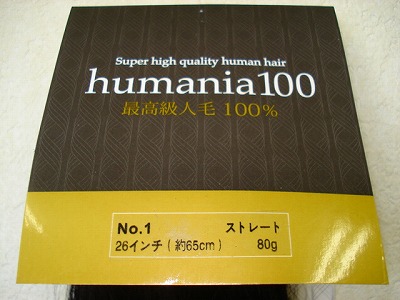 Super high quality human hair
humania100
最高級人毛 100%
No.1 ストレート
26インチ(約65cm) 80g